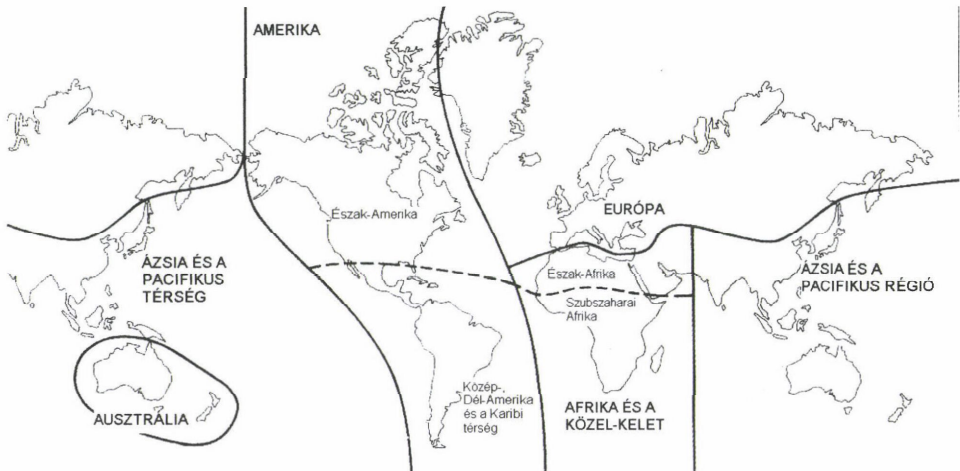 AMERIKA
Észak-Amerika
EURÓPA
ÁZSIA ÉS A
PACIFIKUS
TÉRSÉG
Észak-Afrika
ÁZSIA ÉS A
PACIFIKUS RÉGIÓ
Szubszaharai
Afrika
Közép-,
Dél-Amerika
és a Karibi
térség
AFRIKA ÉS A
KÖZEL-KELET
AUSZTRÁLIA